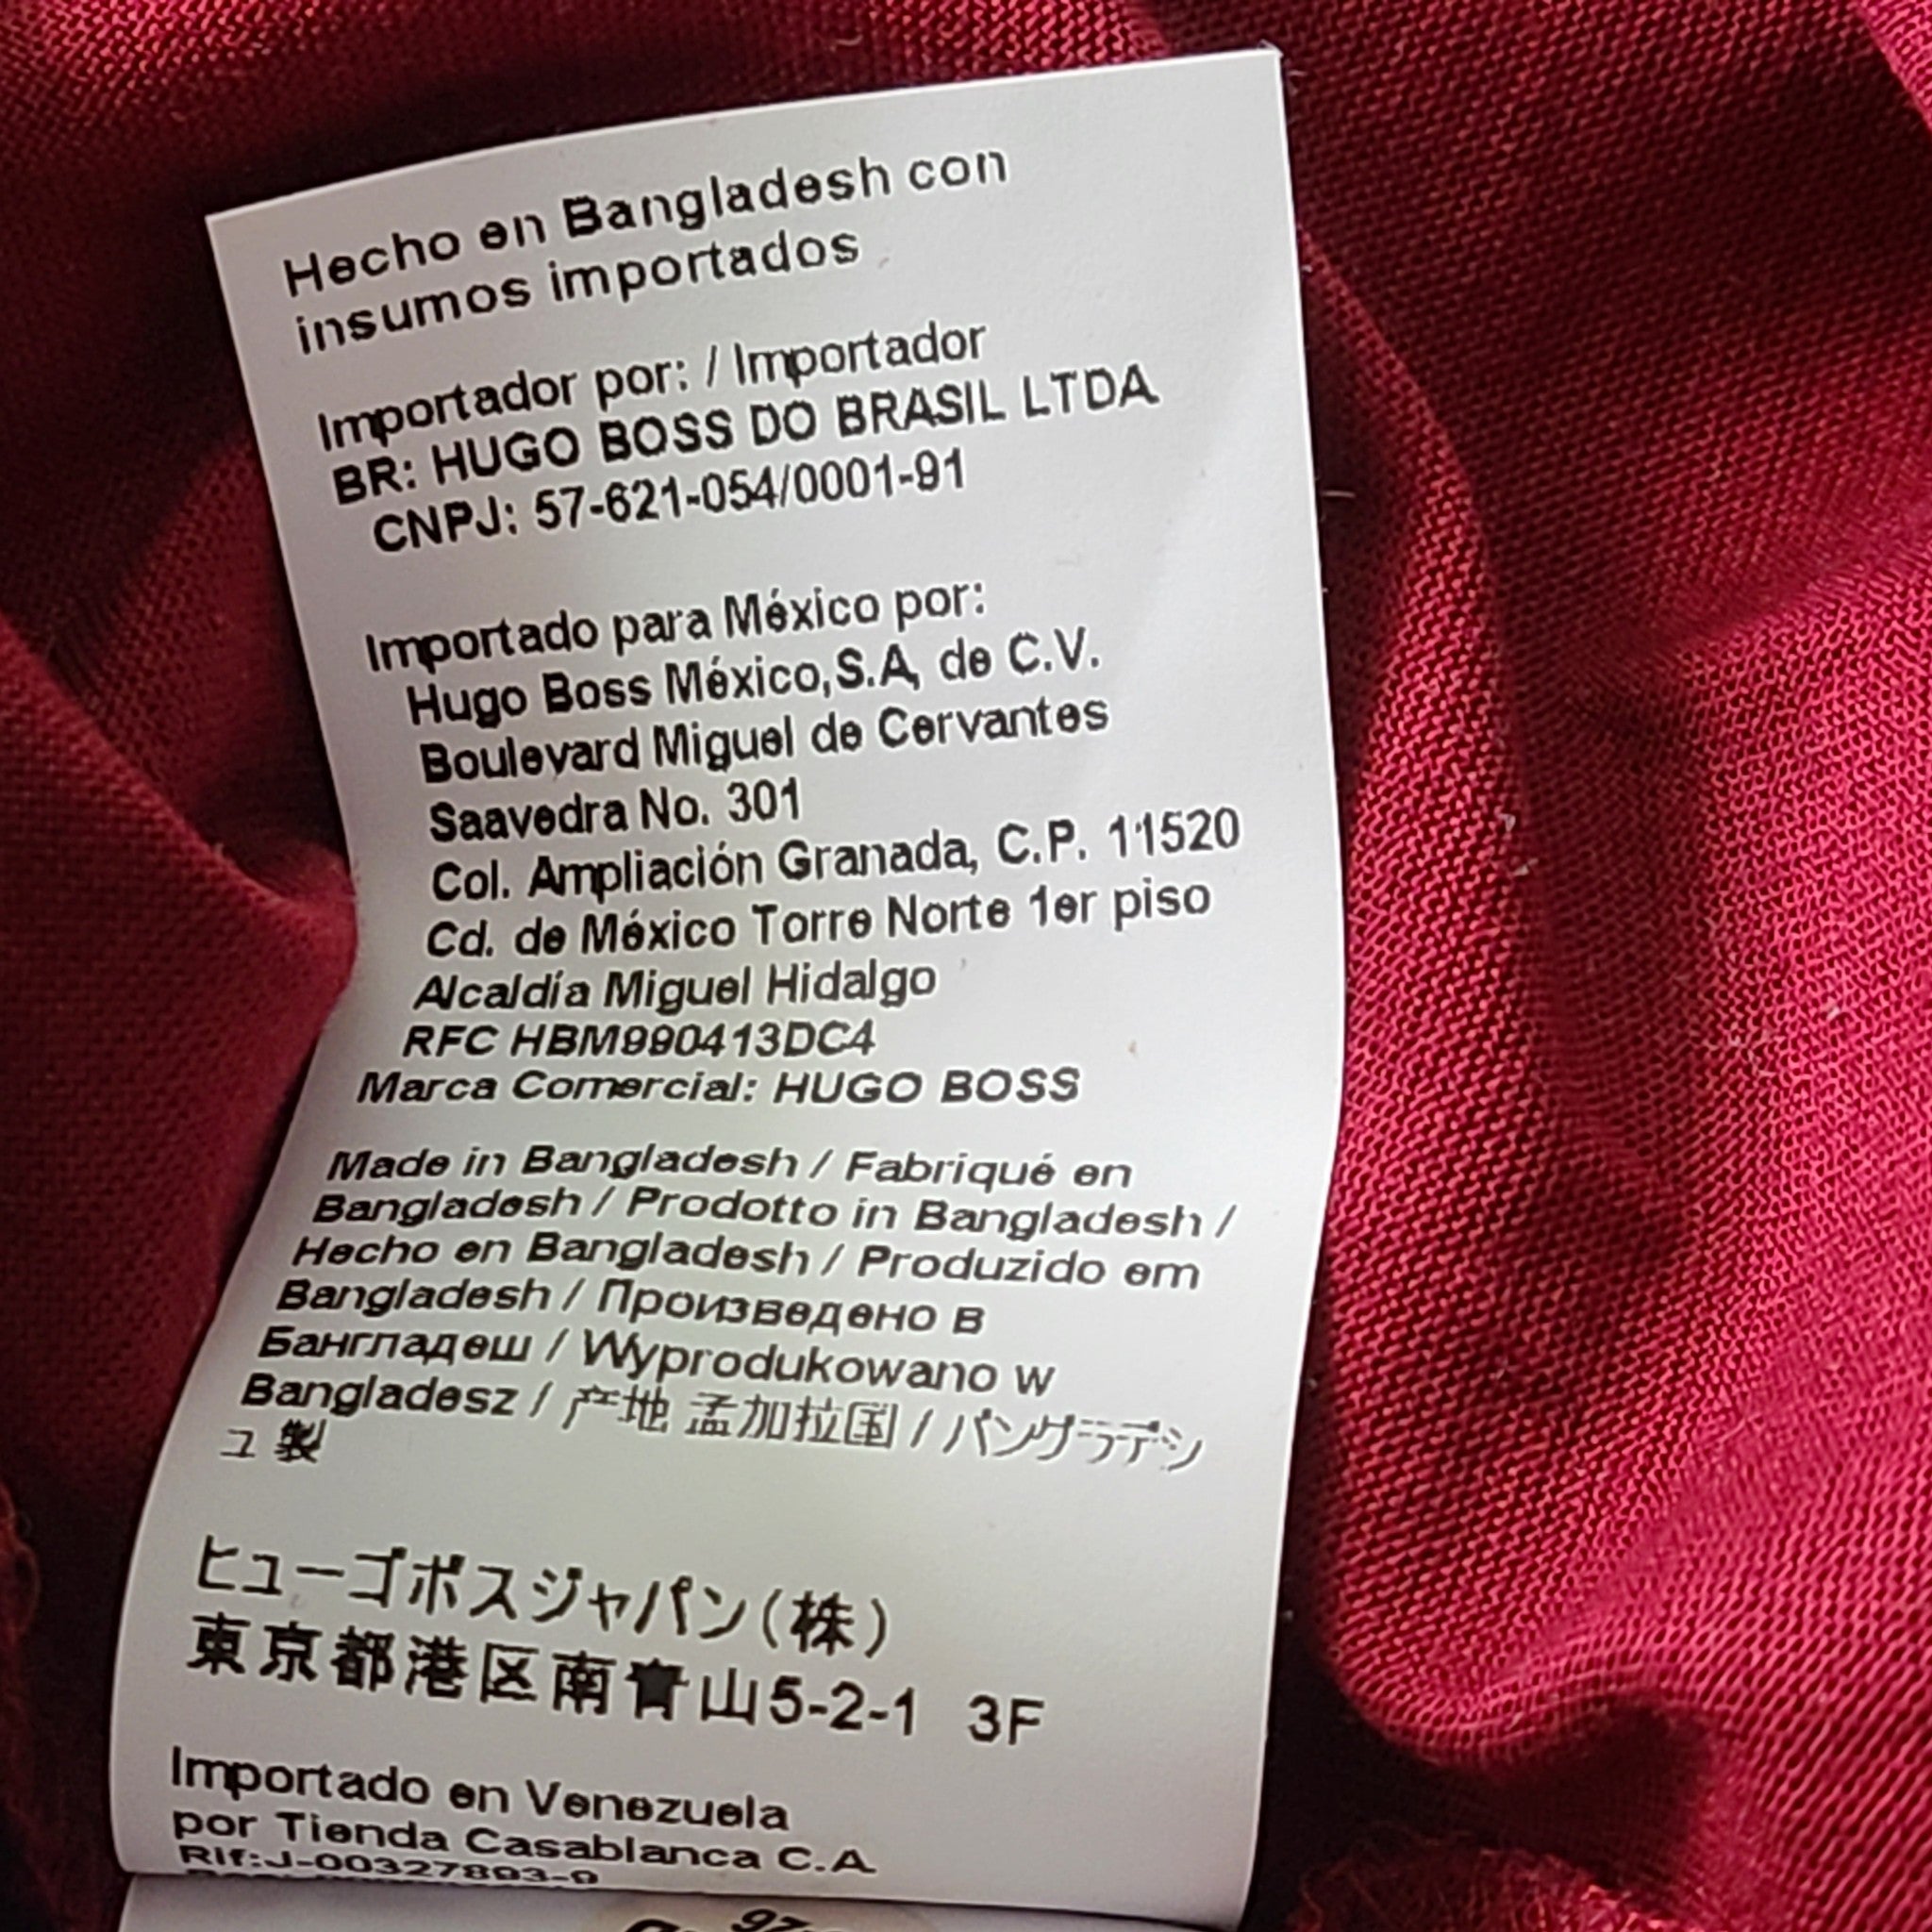 Hecho en Bangladesh con
insumos importados
Importador por: / Importador
BR: HUGO BOSS DO BRASIL LTDA
CNPJ: 57-621-054/0001-91
Importado para México por:
Hugo Boss México,S.A, de C.V.
Boulevard Miguel de Cervantes
Saavedra No. 301
Col. Ampliación Granada, C.P. 11520
Cd. de México Torre Norte 1er piso
Alcaldía Miguel Hidalgo
RFC HBM990413DC4
Marca Comercial: HUGO BOSS
Made in Bangladesh / Fabriqué en
Bangladesh / Prodotto in Bangladesh /
Hecho en Bangladesh / Produzido em
Bangladesh / Произведено в
Бангладеш / Wyprodukowano w
Bangladesz / 产地 孟加拉国 / バングラデシ
ュ 製
ヒューゴボスジャパン(株)
東京都港区南青山5-2-1 3F
Importado en Venezuela
por Tienda Casablanca C.A
Rif:J-00327893-9